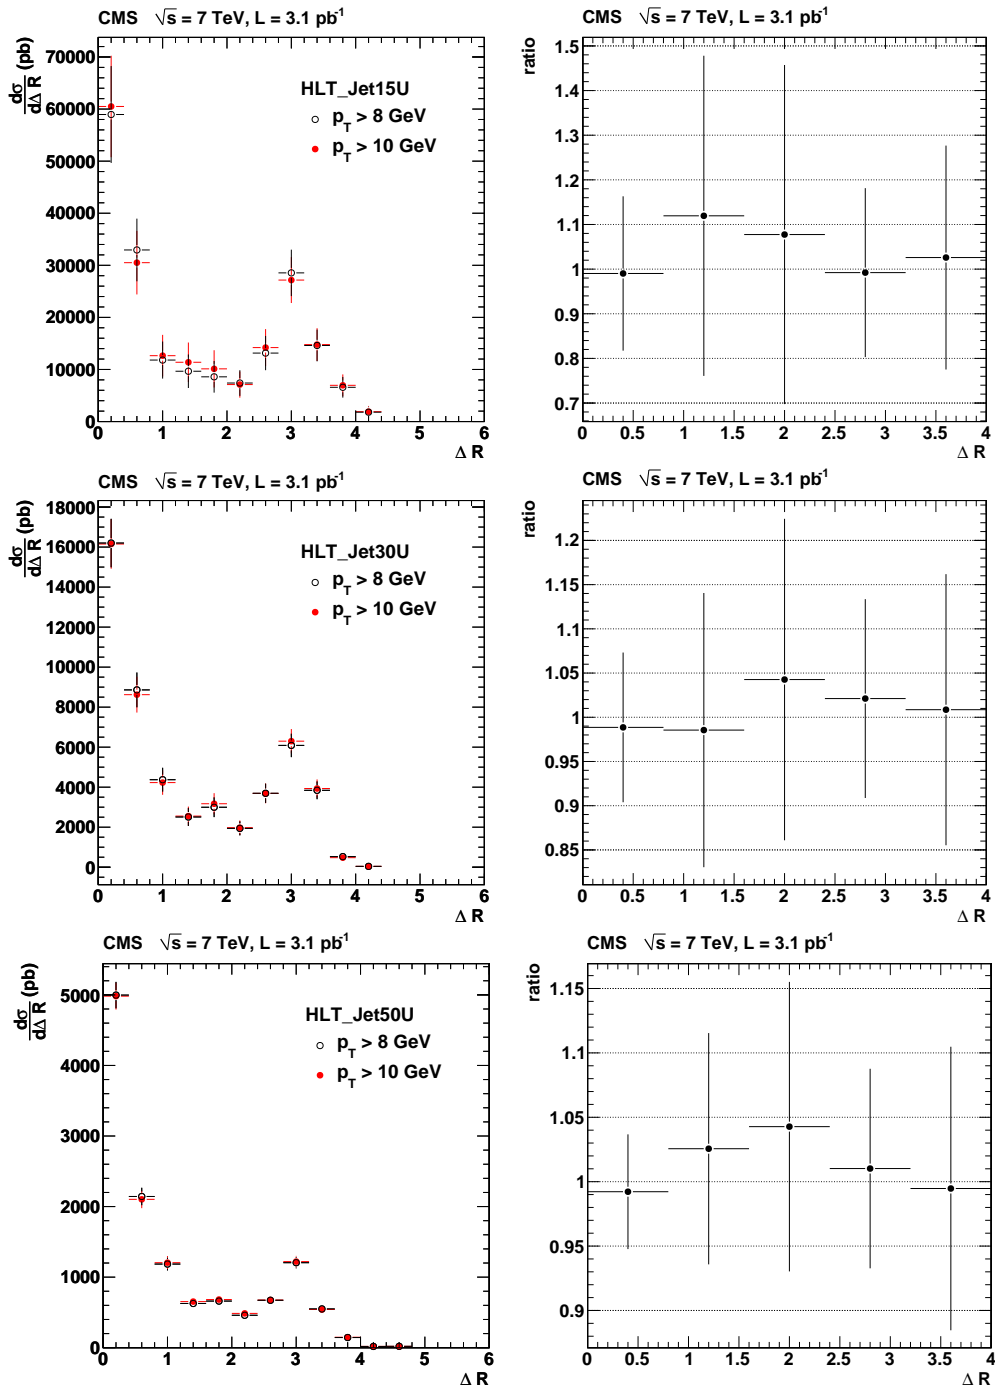 CMS √s = 7 TeV, L = 3.1 pb-1
dσ/dΔR (pb)
70000
60000
50000
40000
30000
20000
10000
0
HLT_Jet15U
pT > 8 GeV
pT > 10 GeV
0 1 2 3 4 5 6
Δ R
CMS √s = 7 TeV, L = 3.1 pb-1
ratio
1.5
1.4
1.3
1.2
1.1
1
0.9
0.8
0.7
0 0.5 1 1.5 2 2.5 3 3.5 4
Δ R
CMS √s = 7 TeV, L = 3.1 pb-1
dσ/dΔR (pb)
18000
16000
14000
12000
10000
8000
6000
4000
2000
0
HLT_Jet30U
pT > 8 GeV
pT > 10 GeV
0 1 2 3 4 5 6
Δ R
CMS √s = 7 TeV, L = 3.1 pb-1
ratio
1.2
1.15
1.1
1.05
1
0.95
0.9
0.85
0 0.5 1 1.5 2 2.5 3 3.5 4
Δ R
CMS √s = 7 TeV, L = 3.1 pb-1
dσ/dΔR (pb)
5000
4000
3000
2000
1000
0
HLT_Jet50U
pT > 8 GeV
pT > 10 GeV
0 1 2 3 4 5 6
Δ R
CMS √s = 7 TeV, L = 3.1 pb-1
ratio
1.15
1.1
1.05
1
0.95
0.9
0 0.5 1 1.5 2 2.5 3 3.5 4
Δ R